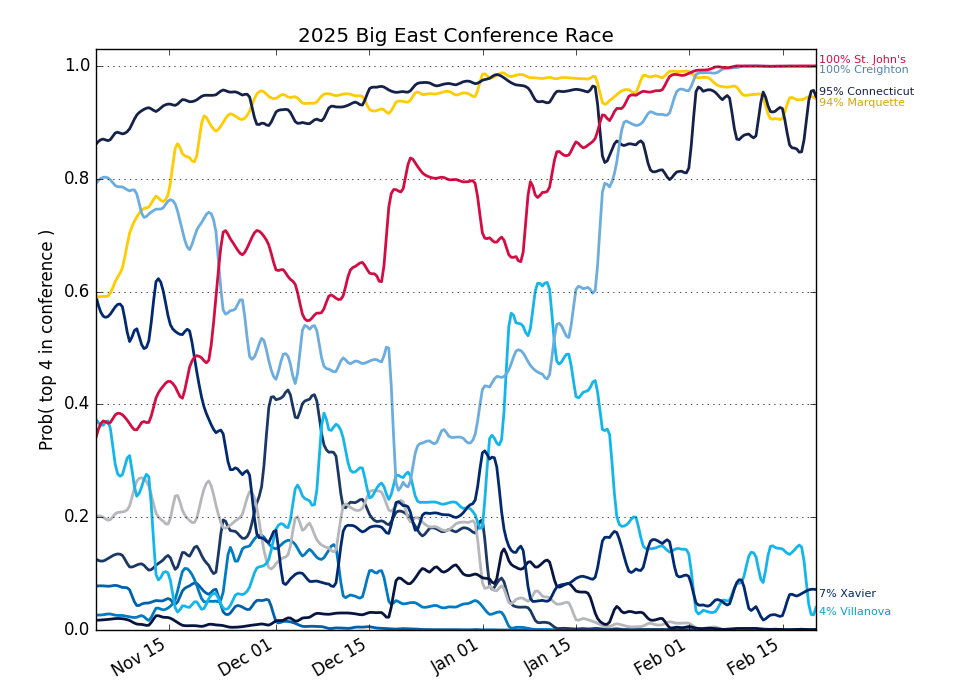 2025 Big East Conference Race
1.0
0.8
0.6
0.4
0.2
0.0
Prob( top 4 in conference )
100% St. John's
100% Creighton
95% Connecticut
94% Marquette
7% Xavier
4% Villanova
Nov 15
Dec 01
Dec 15
Jan 01
Jan 15
Feb 01
Feb 15